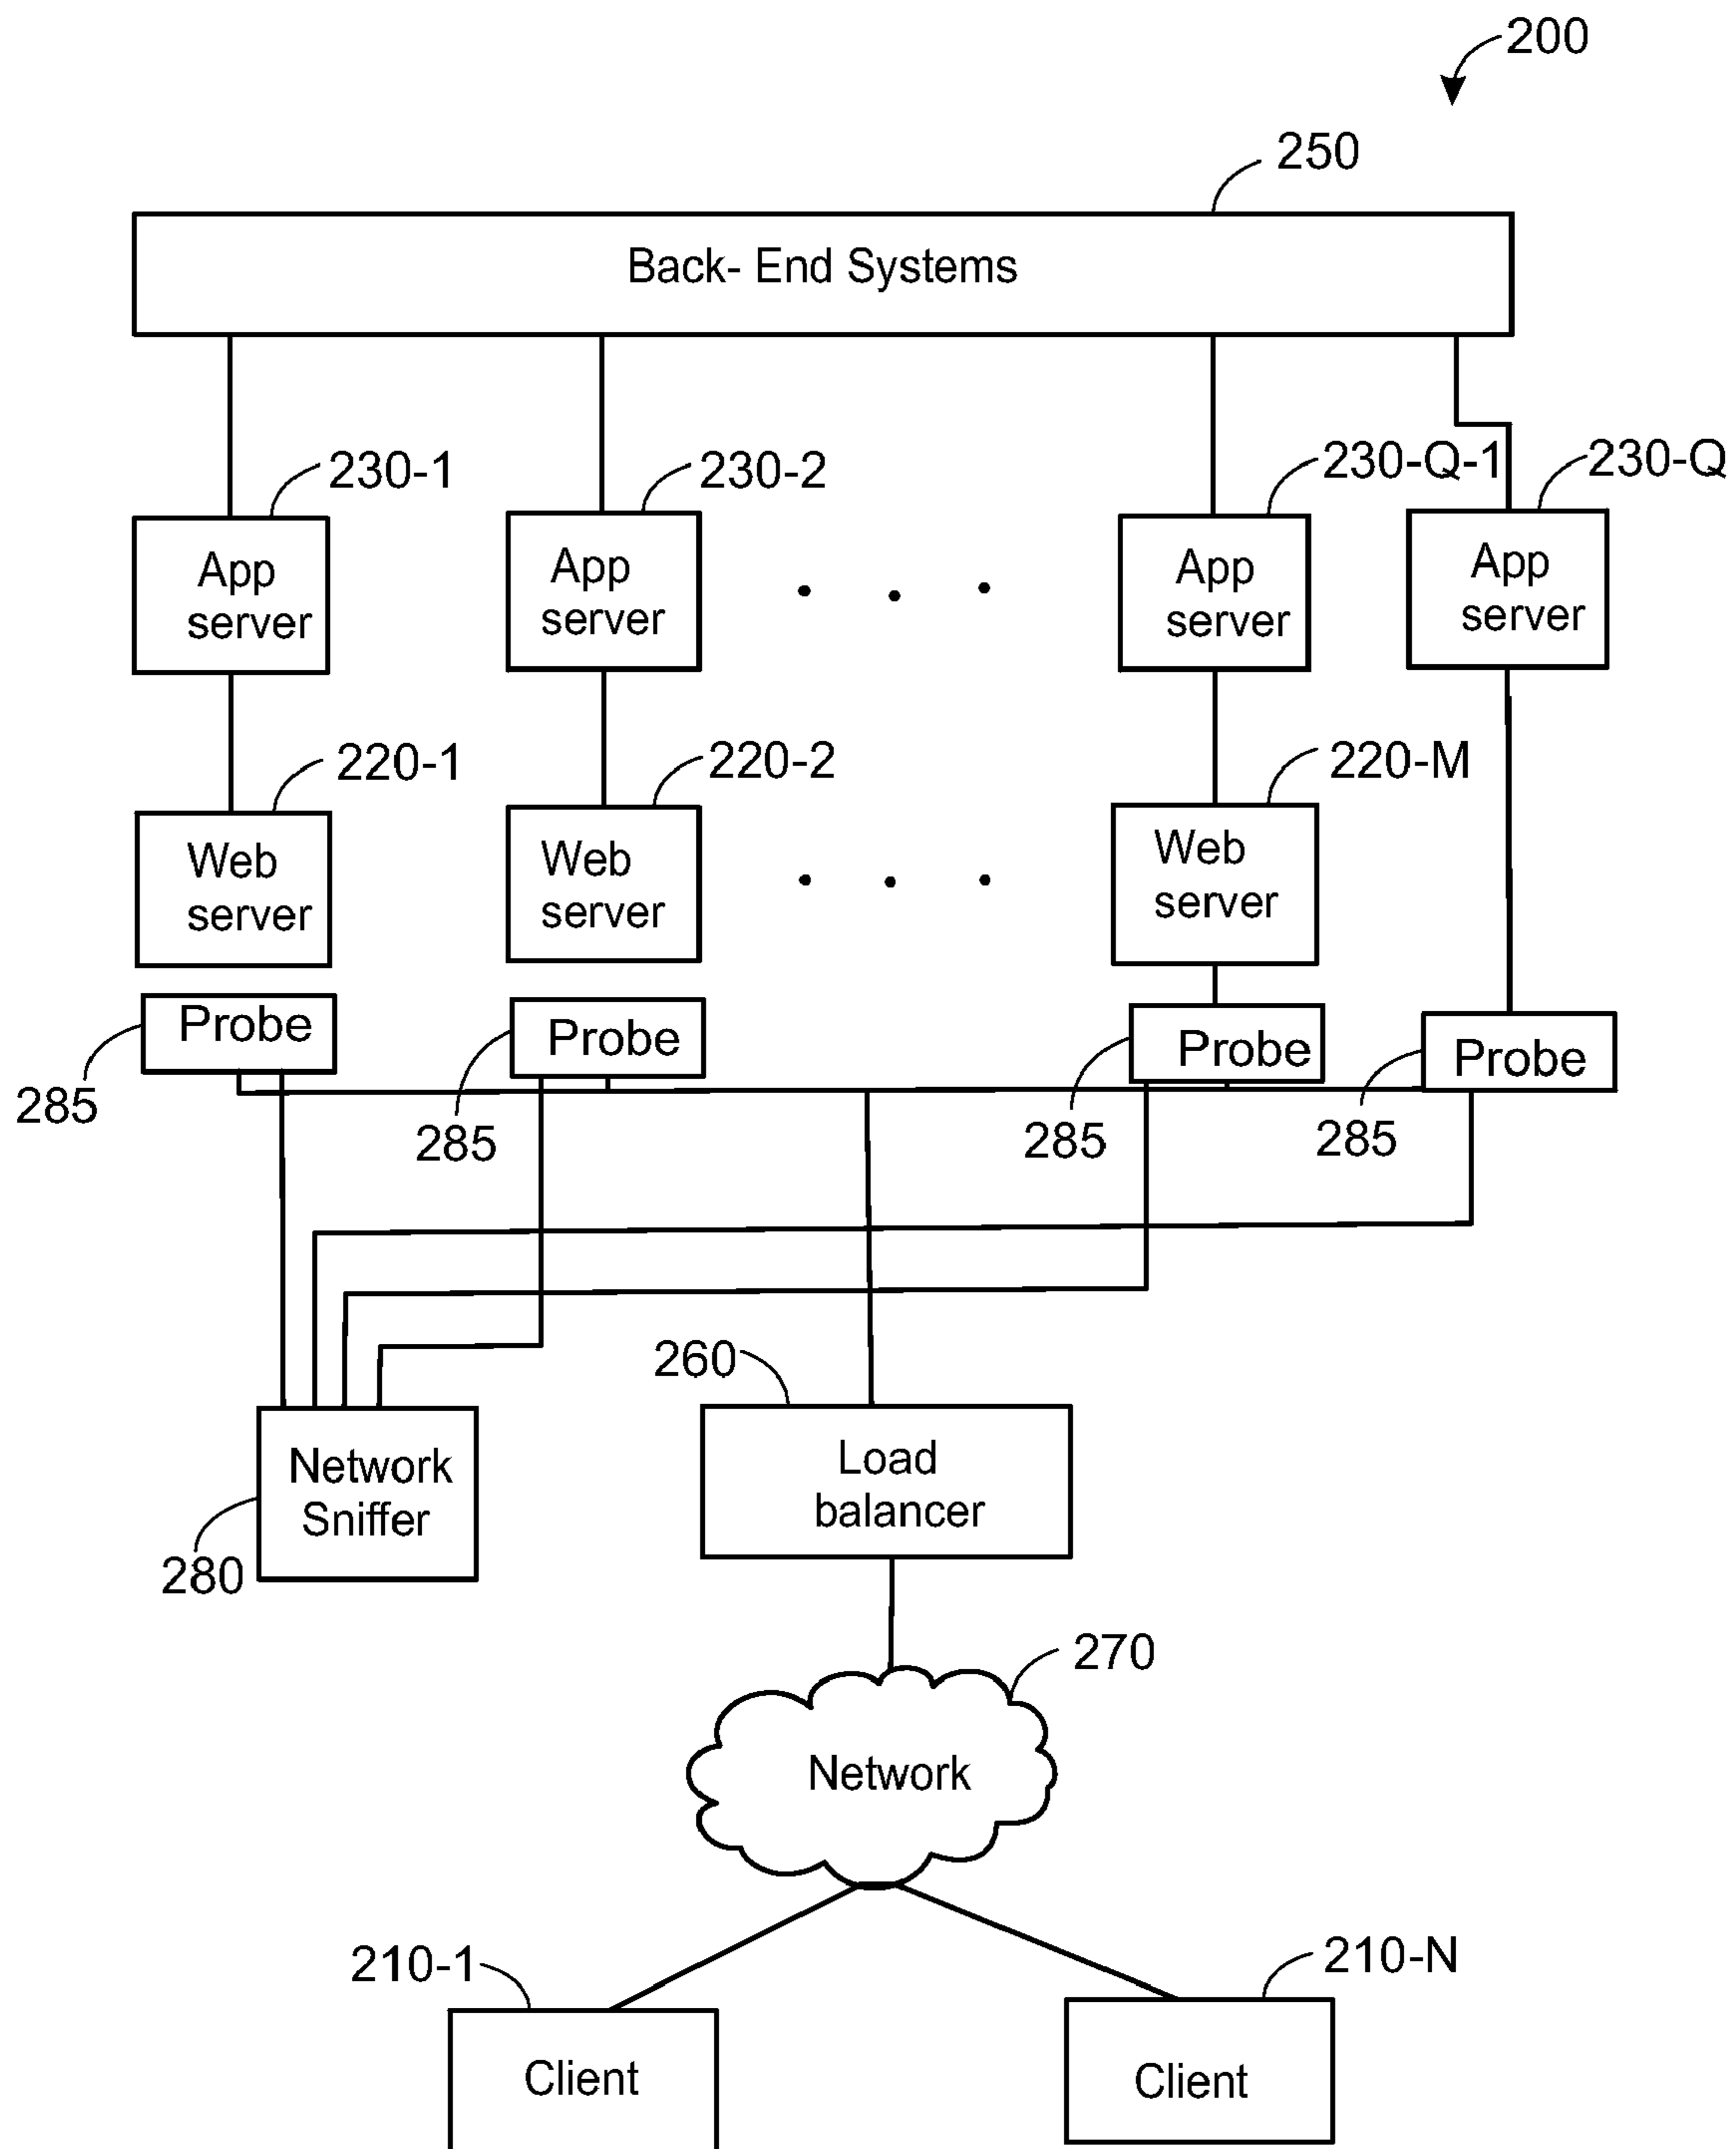 200
250
Back- End Systems
230-1
230-2
230-Q-1
230-Q
App
server
App
server
App
server
App
server
220-1
220-2
220-M
Web
server
Web
server
Web
server
Probe
Probe
Probe
Probe
285
285
285
285
260
Network
Sniffer
Load
balancer
280
270
Network
210-1
210-N
Client
Client